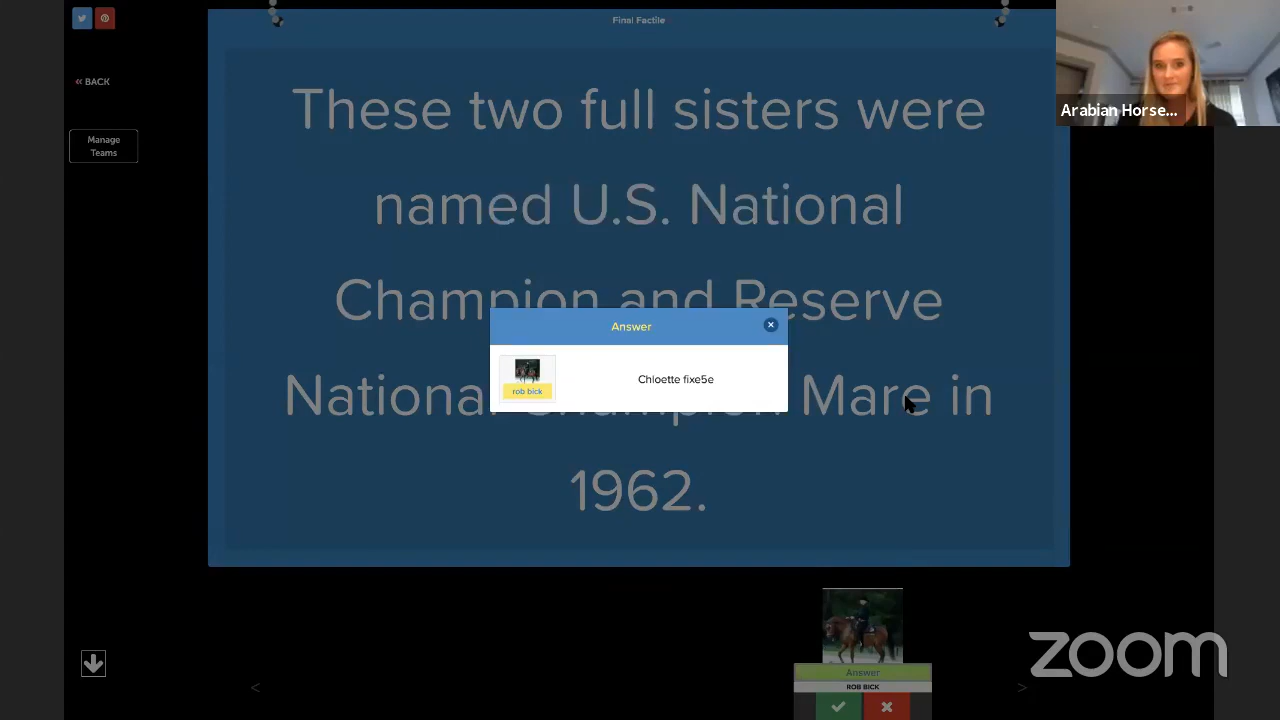 Final Factile
« BACK
Manage
Teams
These two full sisters were
named U.S. National
Champion and Reserve
National Champion Mare in
1962.
Answer
rob bick
Chloette fixe5e
Arabian Horse...
Answer
ROB BICK
zoom